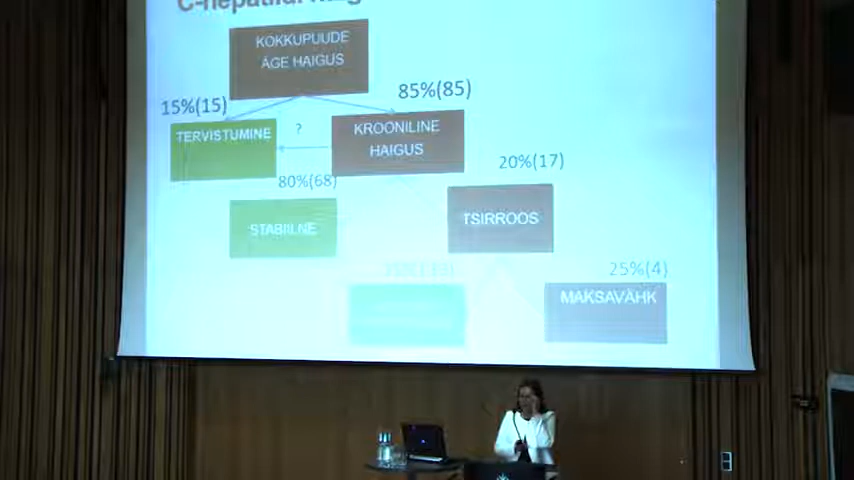 C-hepatiidi
KOKKUPUUDE
ÄGE HAIGUS
15%(15)
85%(85)
TERVISTUMINE
?
KROONILINE
HAIGUS
80%(68)
20%(17)
STABIILNE
TSIRROOS
25%(4)
MAKSAVÄHK